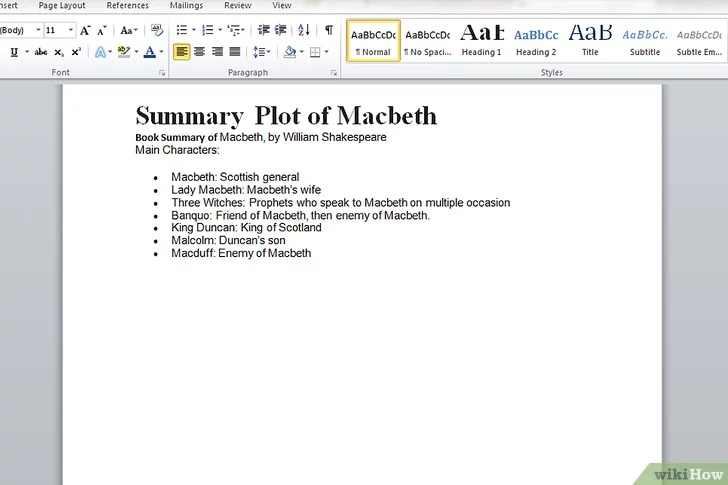 nsert Page Layout References Mailings Review View
(Body) 11 A A Aa
U abc X₂ X² A ab A
Font Paragraph Styles
AaBbCcDc AaBbCcDc AaB AaBbCc AaB AaBbCc. AaBbCcDc
¶ Normal ¶ No Spaci... Heading 1 Heading 2 Title Subtitle Subtle Em...
Summary Plot of Macbeth
Book Summary of Macbeth, by William Shakespeare
Main Characters:
• Macbeth: Scottish general
• Lady Macbeth: Macbeth's wife
• Three Witches: Prophets who speak to Macbeth on multiple occasion
• Banquo: Friend of Macbeth, then enemy of Macbeth.
• King Duncan: King of Scotland
• Malcolm: Duncan's son
• Macduff: Enemy of Macbeth
wikiHow